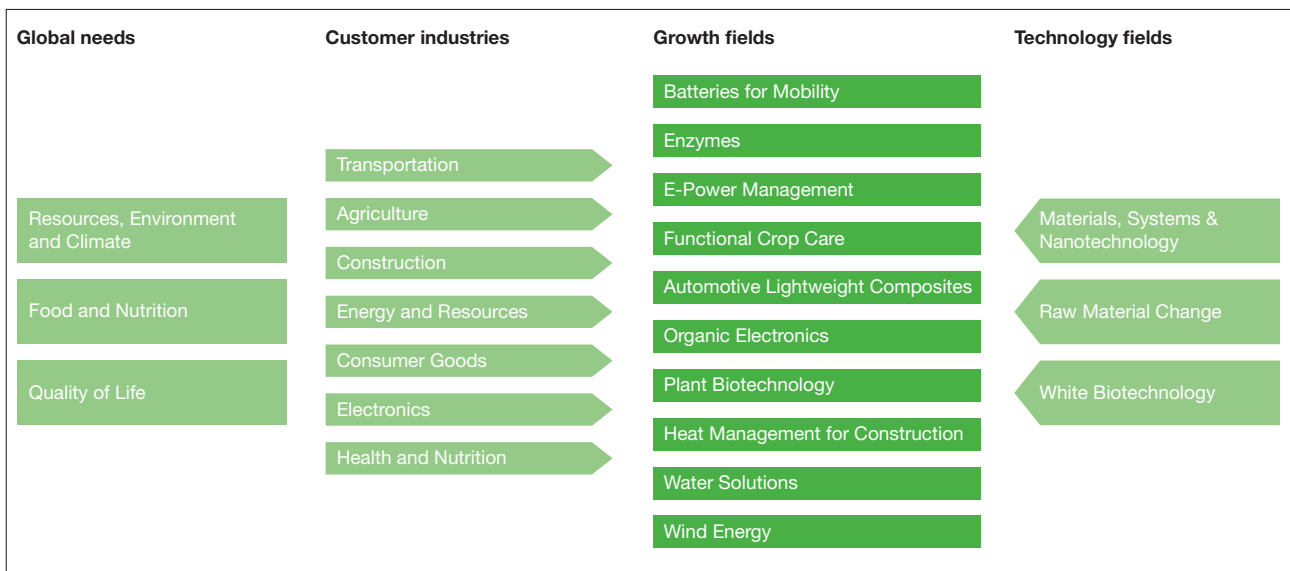 Global needs
Resources, Environment
and Climate
Food and Nutrition
Quality of Life
Customer industries
Transportation
Agriculture
Construction
Energy and Resources
Consumer Goods
Electronics
Health and Nutrition
Growth fields
Batteries for Mobility
Enzymes
E-Power Management
Functional Crop Care
Automotive Lightweight Composites
Organic Electronics
Plant Biotechnology
Heat Management for Construction
Water Solutions
Wind Energy
Technology fields
Materials, Systems &
Nanotechnology
Raw Material Change
White Biotechnology